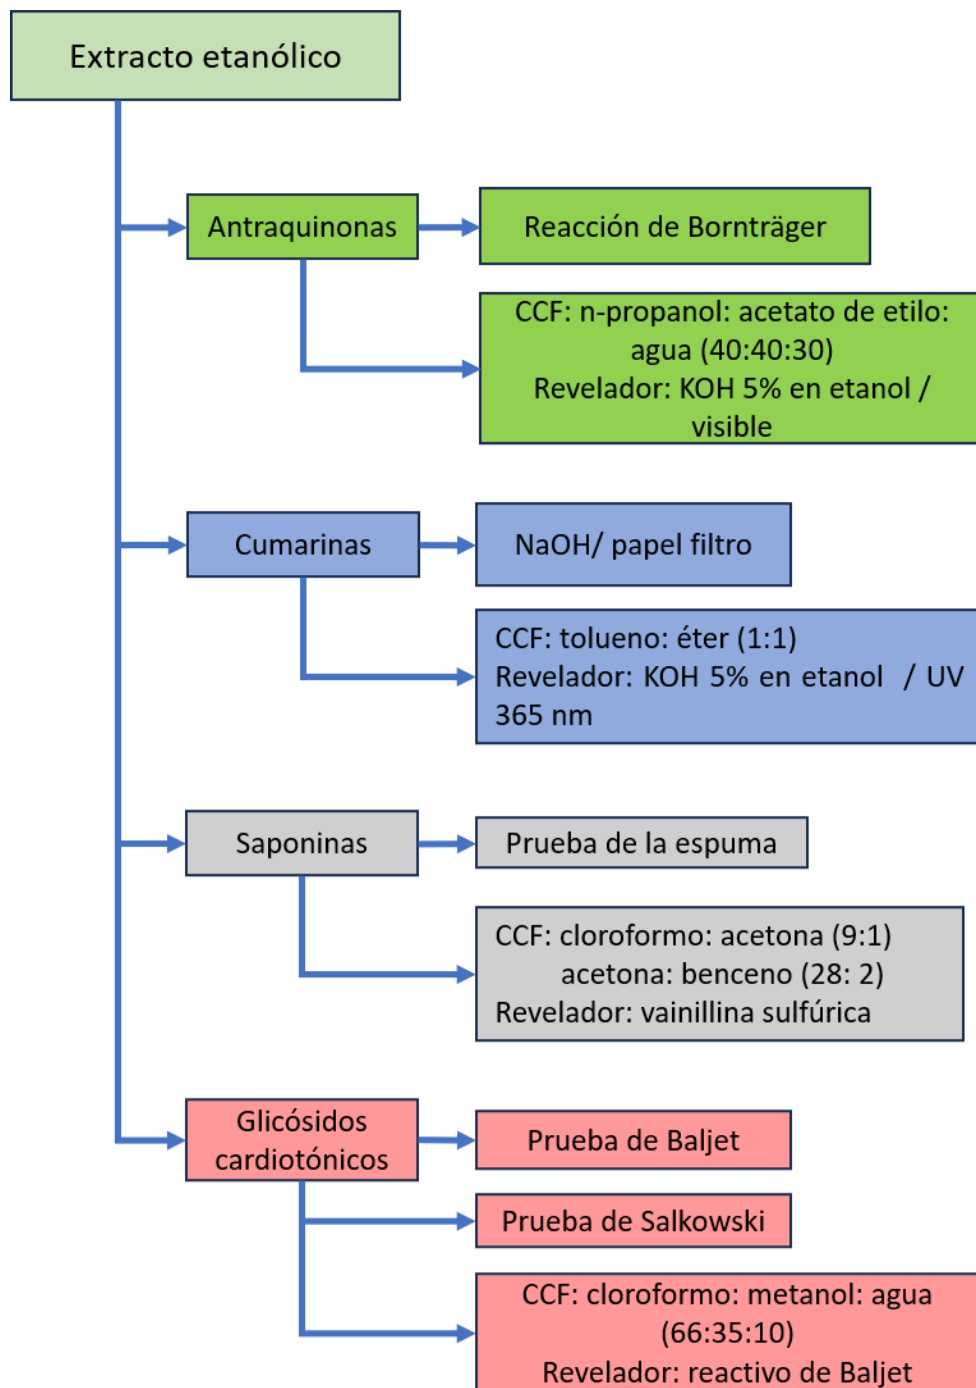 Extracto etanólico
Antraquinonas
Reacción de Bornträger
CCF: n-propanol: acetato de etilo:
agua (40:40:30)
Revelador: KOH 5% en etanol /
visible
Cumarinas
NaOH/ papel filtro
CCF: tolueno: éter (1:1)
Revelador: KOH 5% en etanol / UV
365 nm
Saponinas
Prueba de la espuma
CCF: cloroformo: acetona (9:1)
acetona: benceno (28: 2)
Revelador: vainillina sulfúrica
Glicósidos
cardiotónicos
Prueba de Baljet
Prueba de Salkowski
CCF: cloroformo: metanol: agua
(66:35:10)
Revelador: reactivo de Baljet